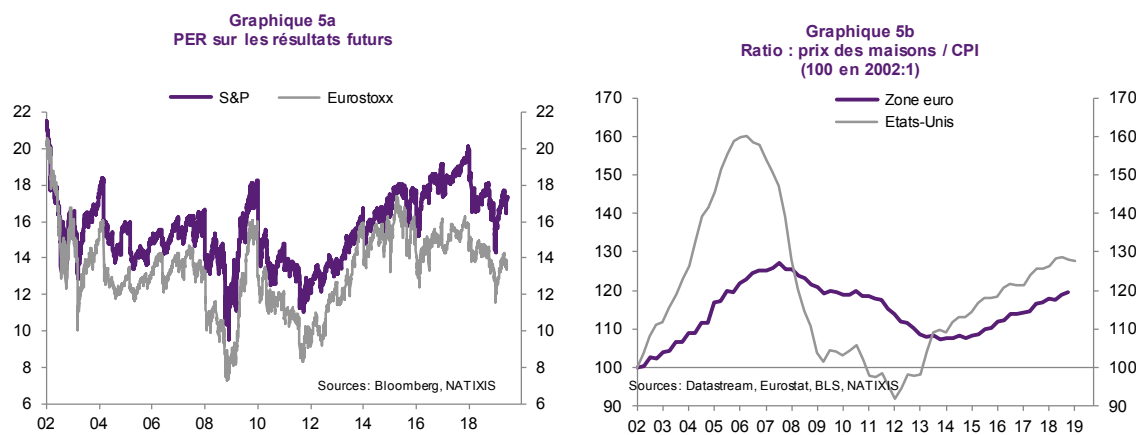 Graphique 5a
PER sur les résultats futurs
S&P
Eurostoxx
22 22
20 20
18 18
16 16
14 14
12 12
10 10
8 8
6 6
Sources: Bloomberg, NATIXIS
02 04 06 08 10 12 14 16 18 20
Graphique 5b
Ratio : prix des maisons / CPI
(100 en 2002:1)
Zone euro
Etats-Unis
170 170
160 160
150 150
140 140
130 130
120 120
110 110
100 100
90 90
Sources: Datastream, Eurostat, BLS, NATIXIS
02 03 04 05 06 07 08 09 10 11 12 13 14 15 16 17 18 19